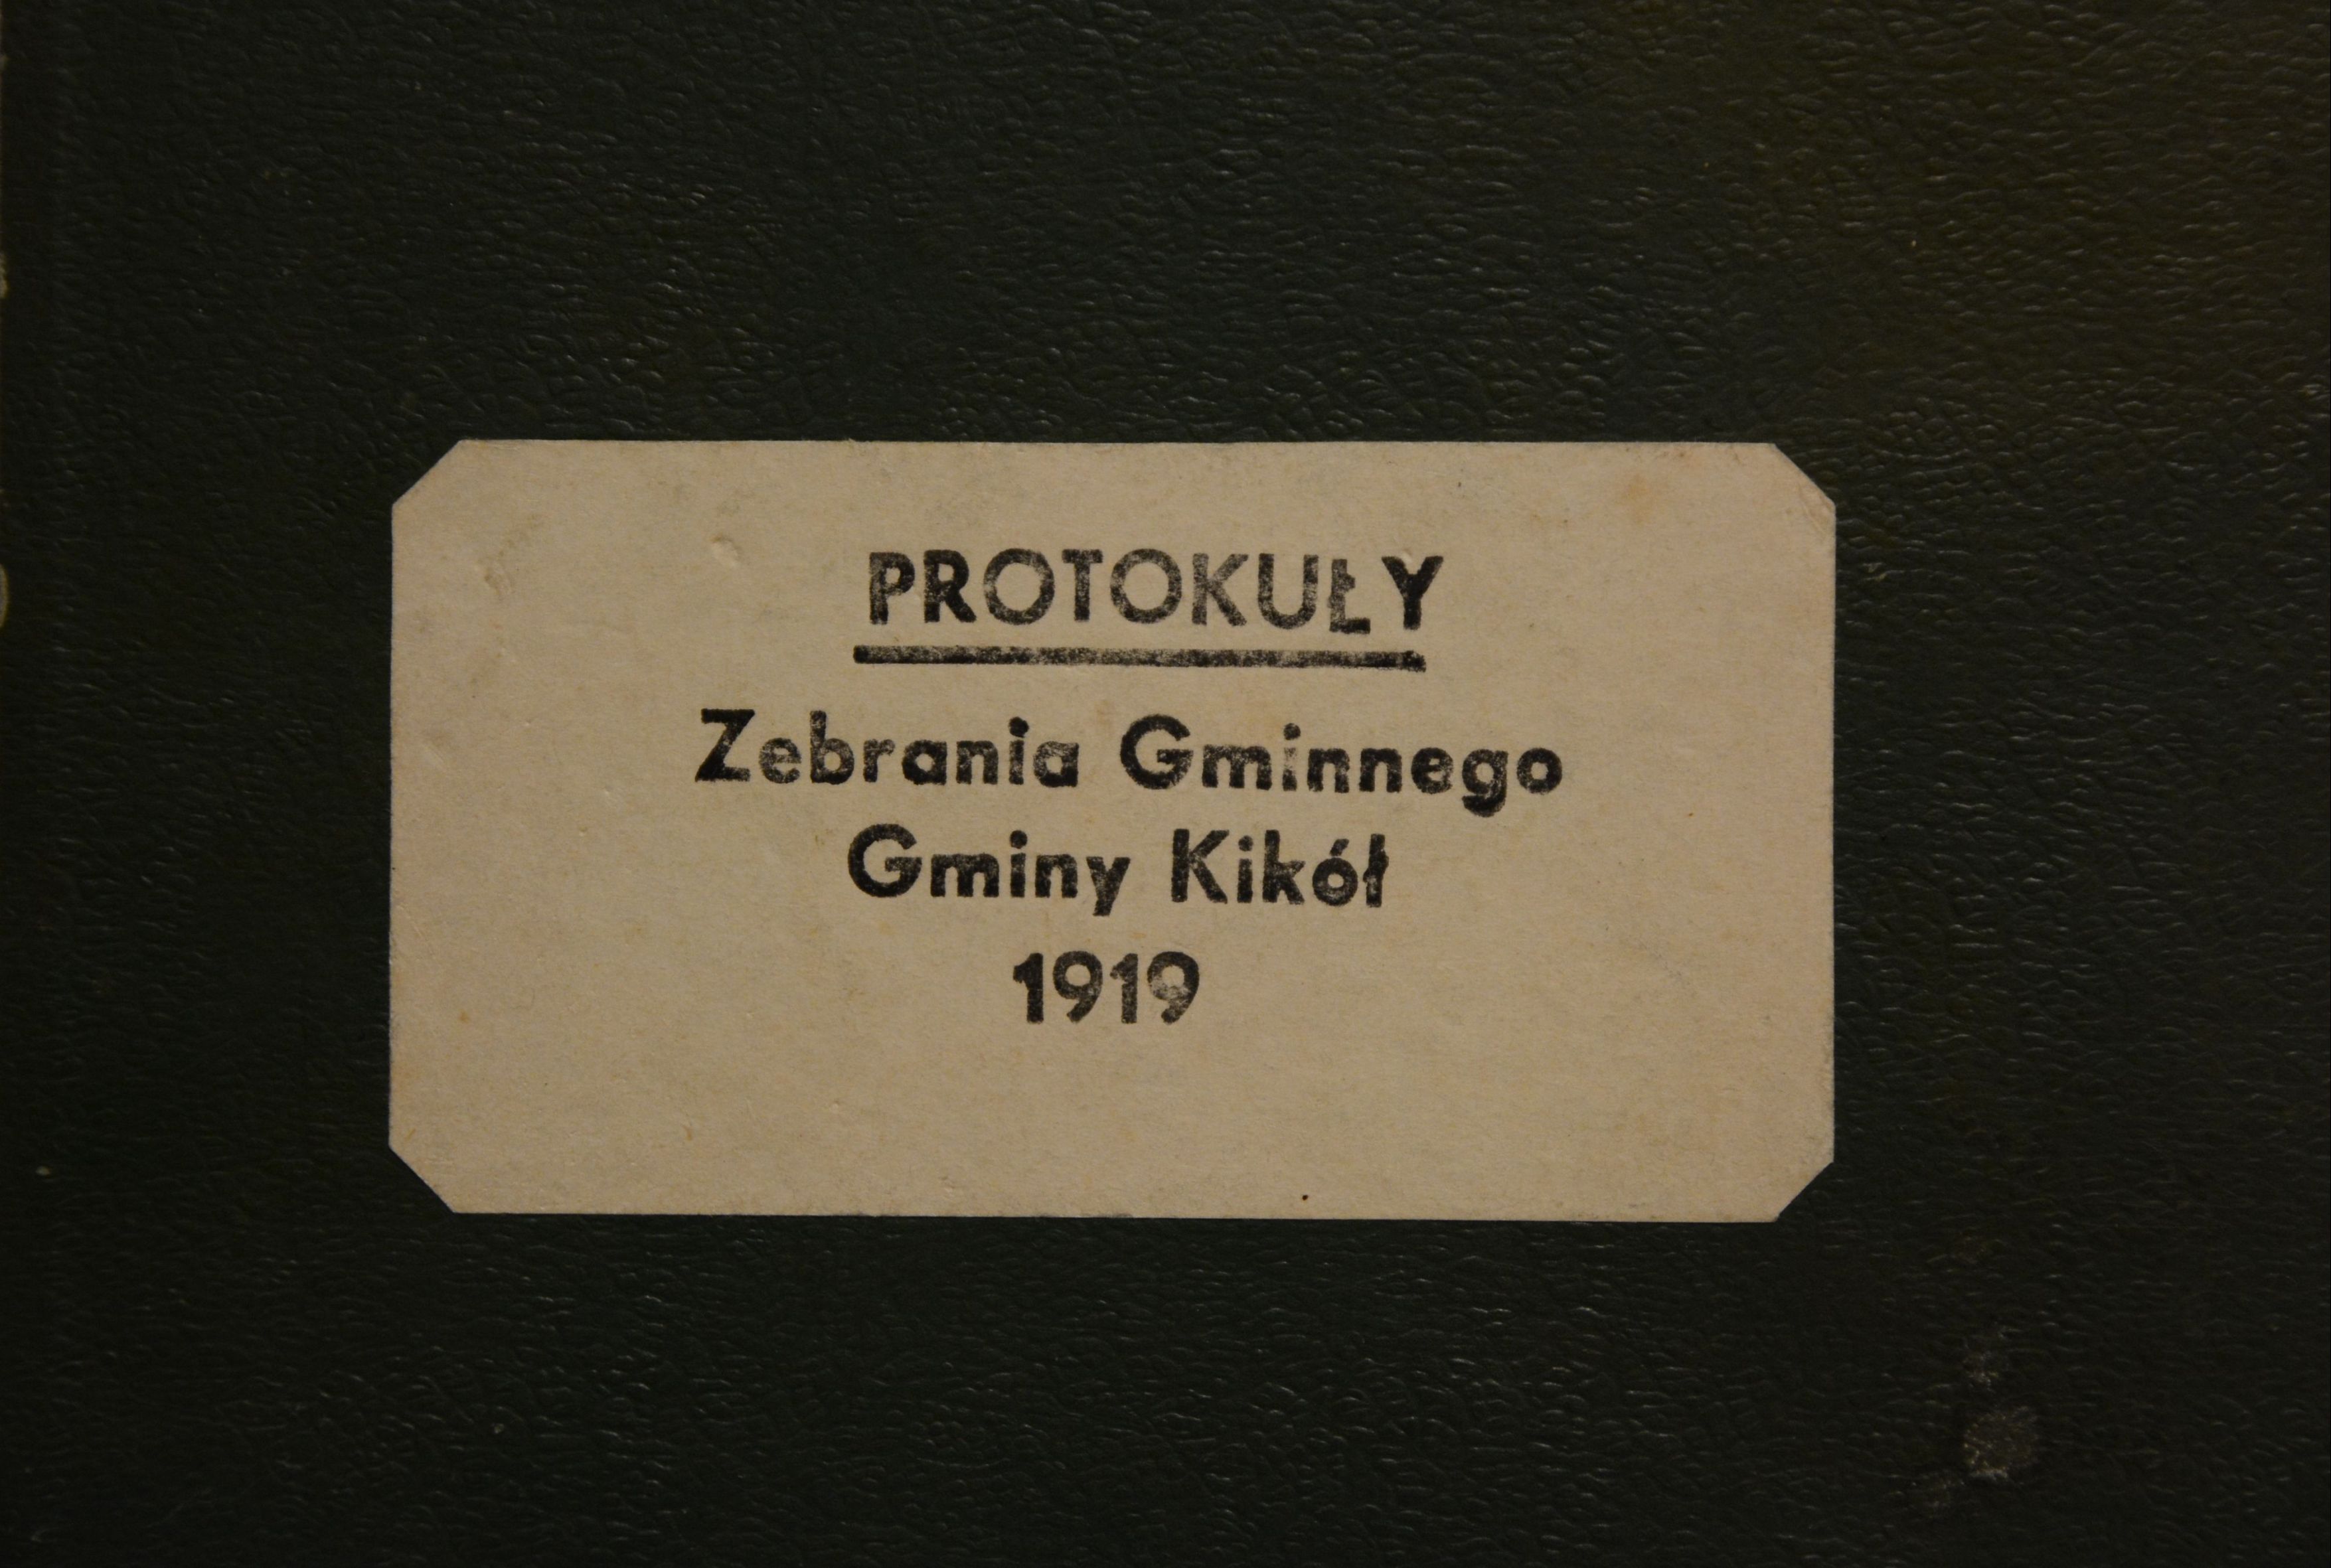 PROTOKUŁY
Zebrania Gminnego
Gminy Kikół
1919